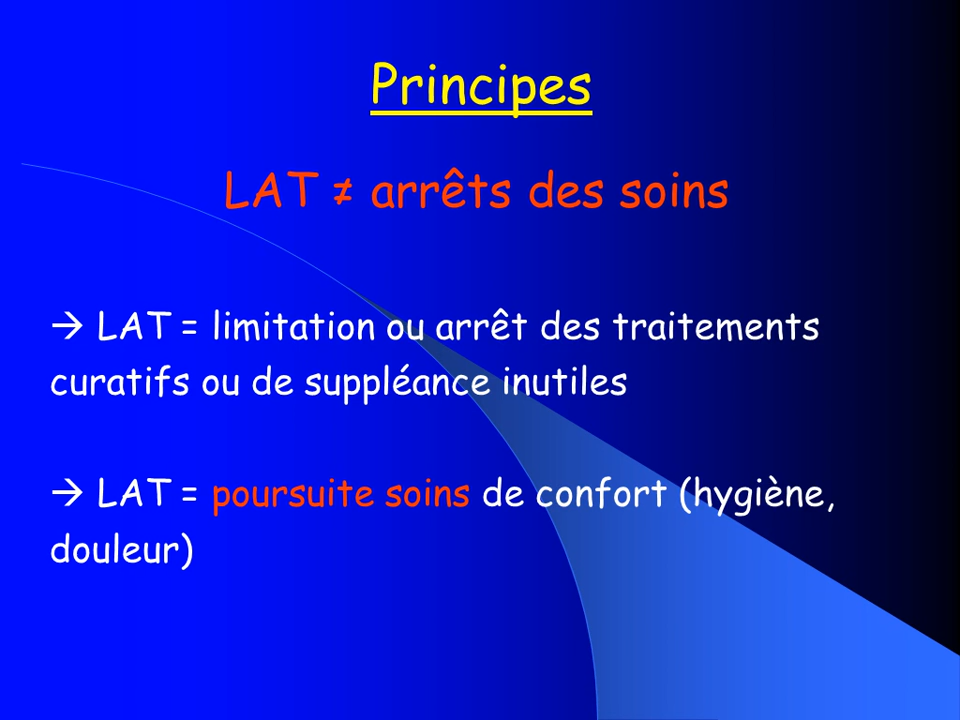 Principes
LAT ≠ arrêts des soins
→ LAT = limitation ou arrêt des traitements
curatifs ou de suppléance inutiles
→ LAT = poursuite soins de confort (hygiène,
douleur)